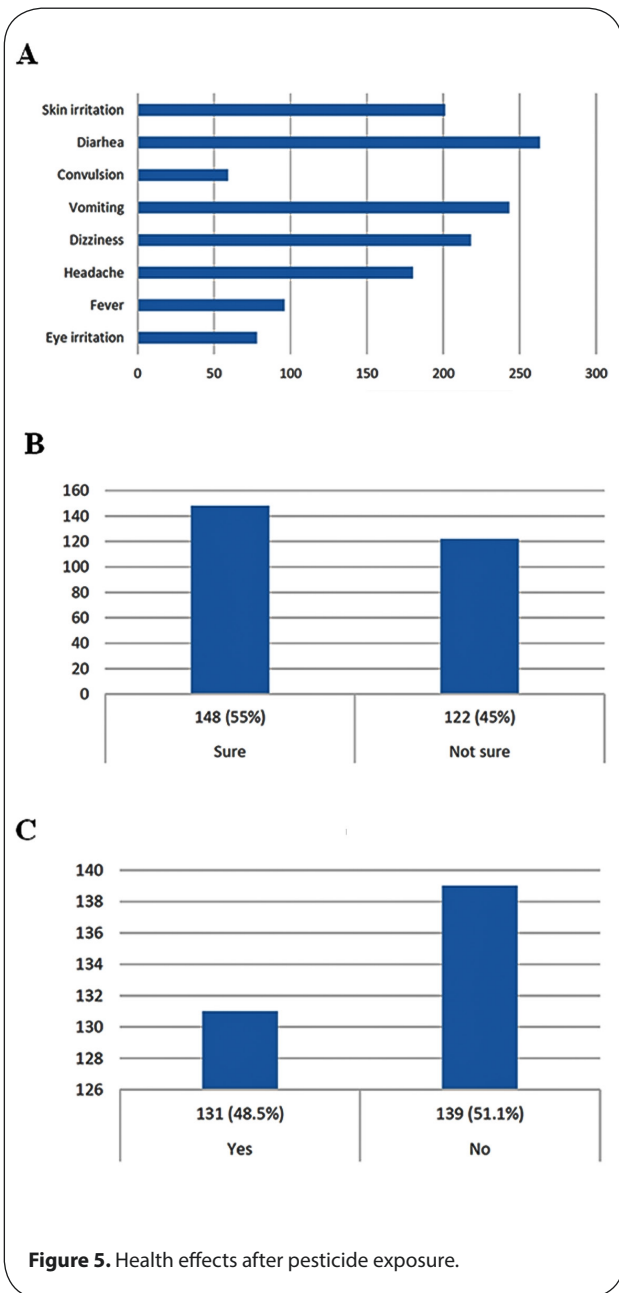 A
Skin irritation
Diarhea
Convulsion
Vomiting
Dizziness
Headache
Fever
Eye irritation
0 50 100 150 200 250 300
B
160
140
120
100
80
60
40
20
0
148 (55%) 122 (45%)
Sure Not sure
C
140
138
136
134
132
130
128
126
131 (48.5%) 139 (51.1%)
Yes No
Figure 5. Health effects after pesticide exposure.